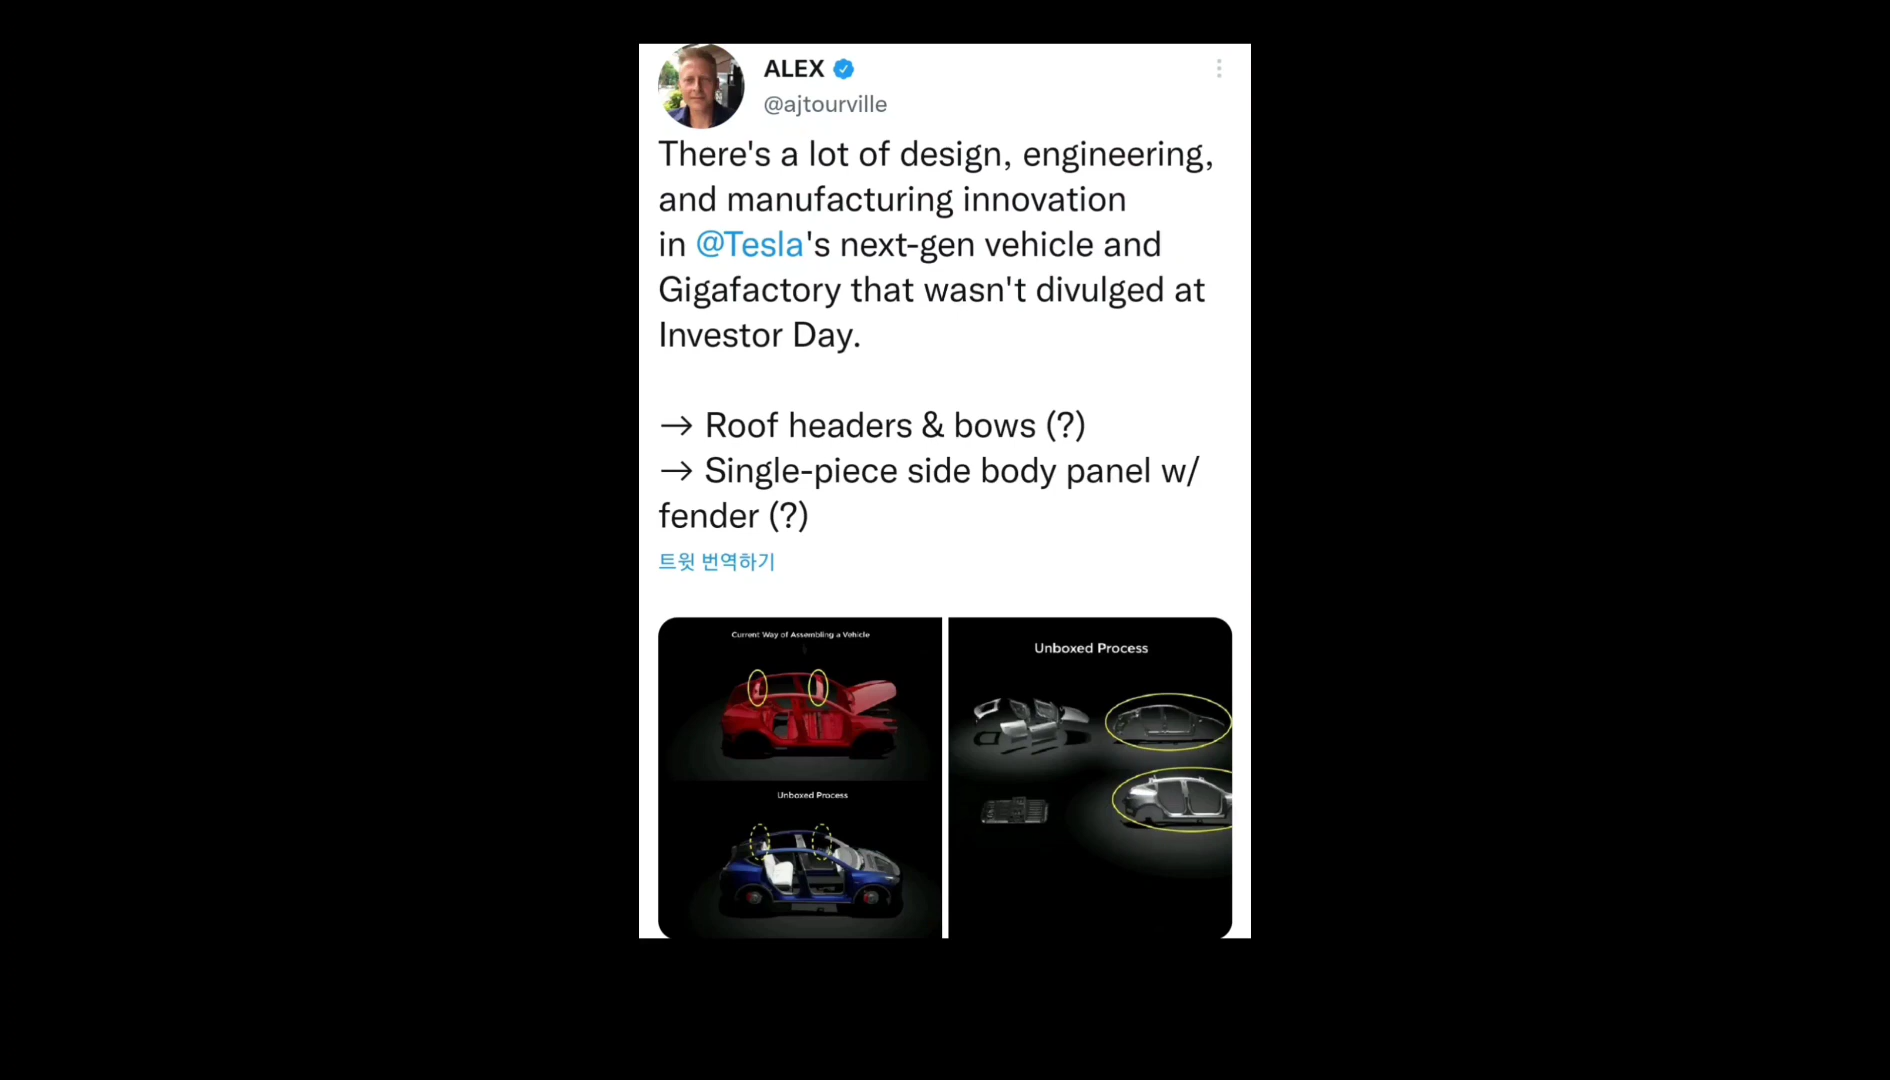 ALEX
@ajtourville
There's a lot of design, engineering,
and manufacturing innovation
in @Tesla's next-gen vehicle and
Gigafactory that wasn't divulged at
Investor Day.
→ Roof headers & bows (?)
→ Single-piece side body panel w/
fender (?)
트윗 번역하기
Current Way of Assembling a Vehicle
Unboxed Process
Unboxed Process